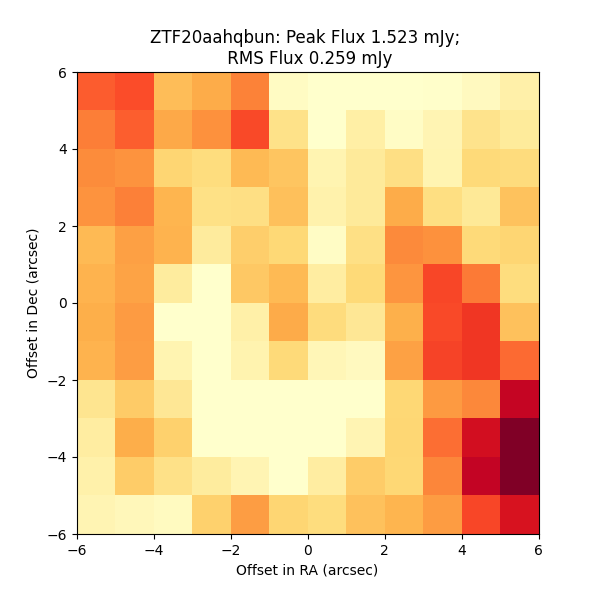 ZTF20aahqbun: Peak Flux 1.523 mJy;
RMS Flux 0.259 mJy
6
4
2
0
−2
−4
−6
Offset in Dec (arcsec)
−6 −4 −2 0 2 4 6
Offset in RA (arcsec)